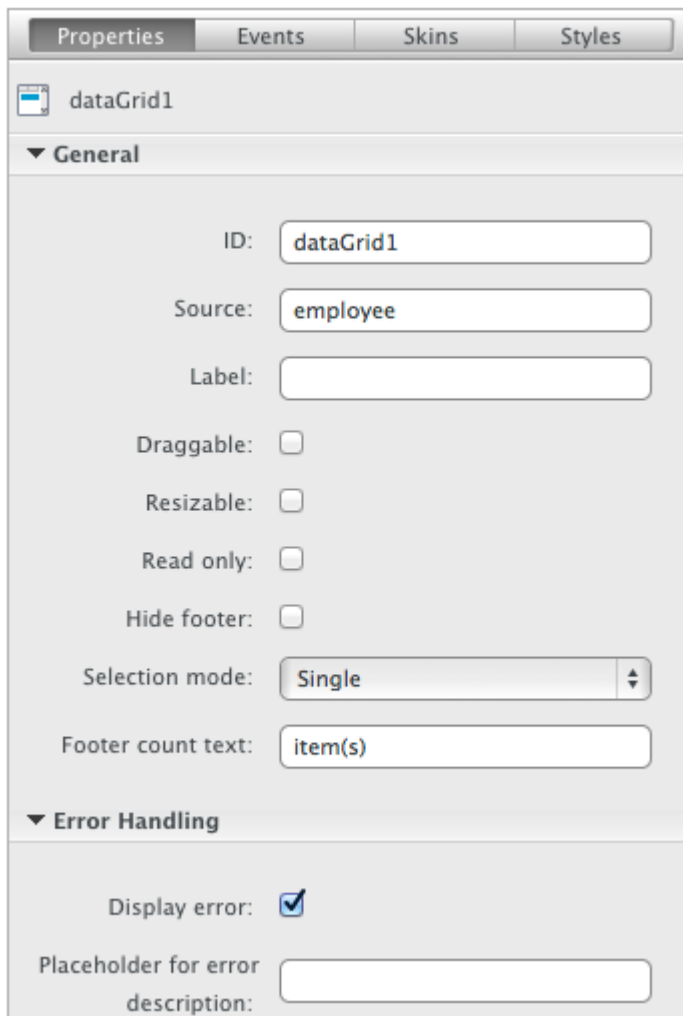 Properties Events Skins Styles
dataGrid1
General
ID: dataGrid1
Source: employee
Label:
Draggable:
Resizable:
Read only:
Hide footer:
Selection mode: Single
Footer count text: item(s)
Error Handling
Display error:
Placeholder for error
description: